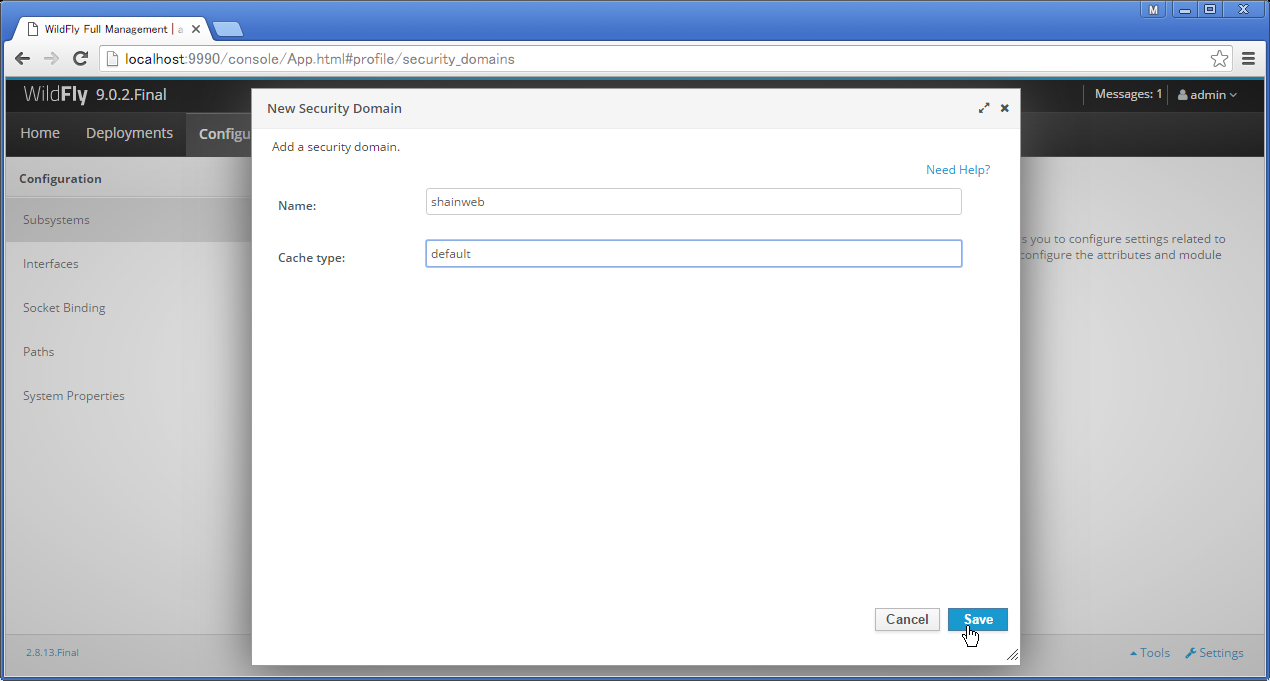 M
WildFly Full Management | a
localhost:9990/console/App.html#profile/security_domains
WildFly 9.0.2.Final
Messages: 1
admin
Home
Deployments
Configu
Configuration
Subsystems
Interfaces
Socket Binding
Paths
System Properties
New Security Domain
Add a security domain.
Need Help?
Name:
shainweb
Cache type:
default
s you to configure settings related to
configure the attributes and module
Cancel
Save
2.8.13.Final
Tools
Settings